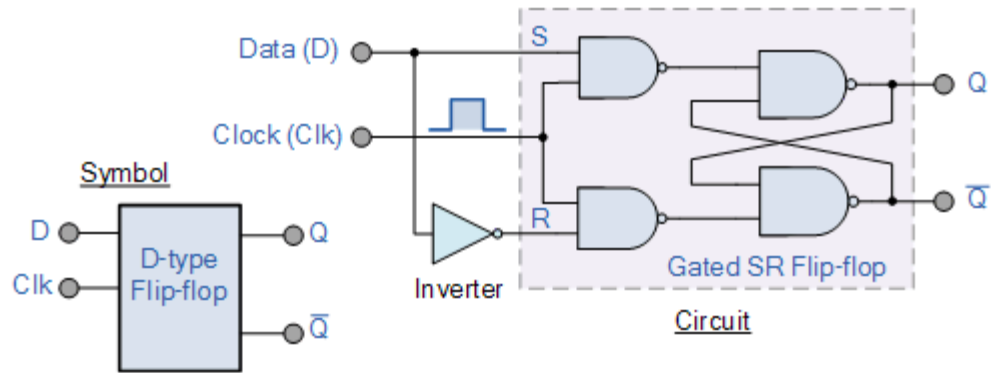 Data (D)
S
Q
Clock (Clk)
Symbol
R
Q̅
D
Q
D-type
Flip-flop
Clk
Inverter
Gated SR Flip-flop
Q̅
Circuit